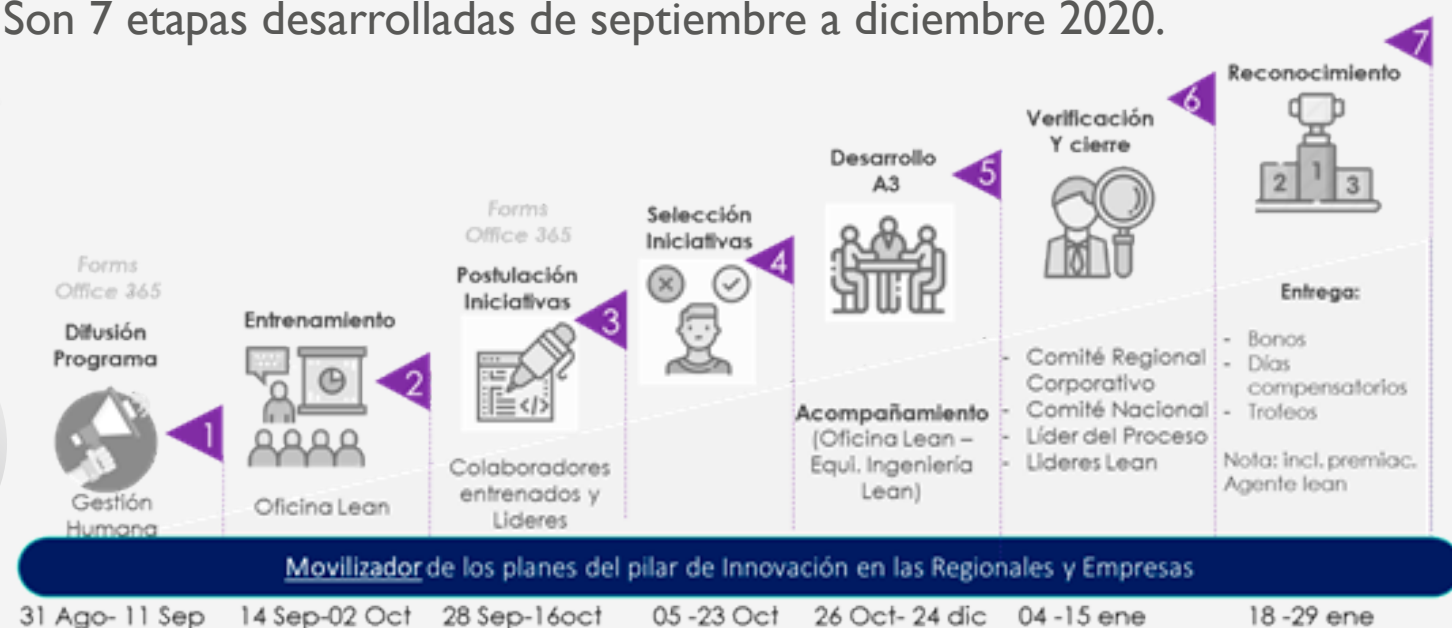 Son 7 etapas desarrolladas de septiembre a diciembre 2020.
Forms
Office 365
Difusión
Programa
1
Gestión
Humana
Entrenamiento
2
Oficina Lean
Forms
Office 365
Postulación
Iniciativas
3
</>
Colaboradores
entrenados y
Lideres
Selección
Iniciativas
4
Desarrollo
A3
5
Acompañamiento
(Oficina Lean –
Equi. Ingeniería
Lean)
Verificación
Y cierre
6
- Comité Regional
Corporativo
- Comité Nacional
- Líder del Proceso
- Lideres Lean
7
Reconocimiento
2 1 3
Entrega:
- Bonos
- Días
compensatorios
- Trofeos
Nota: incl. premiac.
Agente lean
Movilizador de los planes del pilar de Innovación en las Regionales y Empresas
31 Ago- 11 Sep 14 Sep-02 Oct 28 Sep-16oct 05 -23 Oct 26 Oct- 24 dic 04 -15 ene 18 -29 ene